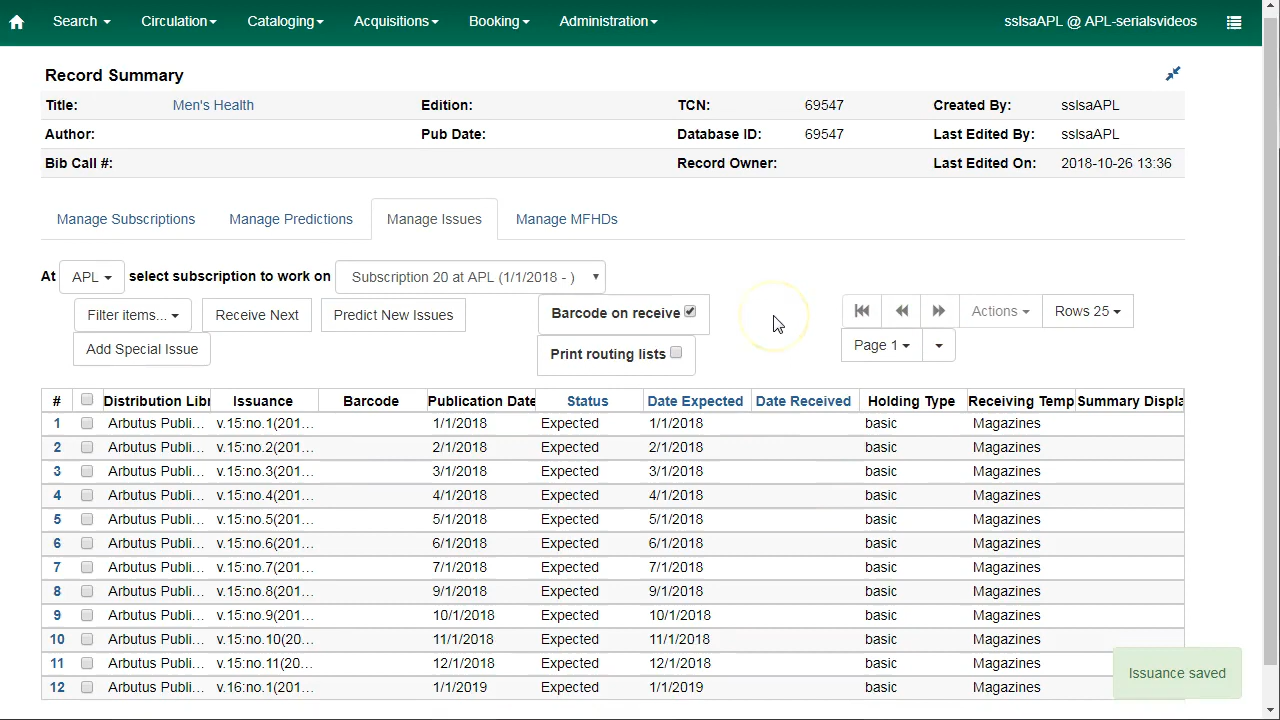 Search Circulation Cataloging Acquisitions Booking Administration sslsaAPL @ APL-serialsvideos
Record Summary
Title: Men's Health Edition: TCN: 69547 Created By: sslsaAPL
Author: Pub Date: Database ID: 69547 Last Edited By: sslsaAPL
Bib Call #: Record Owner: Last Edited On: 2018-10-26 13:36
Manage Subscriptions Manage Predictions Manage Issues Manage MFHDs
At APL select subscription to work on Subscription 20 at APL (1/1/2018 - )
Filter items... Receive Next Predict New Issues Barcode on receive Actions Rows 25
Add Special Issue Print routing lists Page 1
# Distribution Libr Issuance Barcode Publication Date Status Date Expected Date Received Holding Type Receiving Temp Summary Displa
1 Arbutus Publi... v.15:no.1(201... 1/1/2018 Expected 1/1/2018 basic Magazines
2 Arbutus Publi... v.15:no.2(201... 2/1/2018 Expected 2/1/2018 basic Magazines
3 Arbutus Publi... v.15:no.3(201... 3/1/2018 Expected 3/1/2018 basic Magazines
4 Arbutus Publi... v.15:no.4(201... 4/1/2018 Expected 4/1/2018 basic Magazines
5 Arbutus Publi... v.15:no.5(201... 5/1/2018 Expected 5/1/2018 basic Magazines
6 Arbutus Publi... v.15:no.6(201... 6/1/2018 Expected 6/1/2018 basic Magazines
7 Arbutus Publi... v.15:no.7(201... 7/1/2018 Expected 7/1/2018 basic Magazines
8 Arbutus Publi... v.15:no.8(201... 9/1/2018 Expected 9/1/2018 basic Magazines
9 Arbutus Publi... v.15:no.9(201... 10/1/2018 Expected 10/1/2018 basic Magazines
10 Arbutus Publi... v.15:no.10(20... 11/1/2018 Expected 11/1/2018 basic Magazines
11 Arbutus Publi... v.15:no.11(20... 12/1/2018 Expected 12/1/2018 basic Magazines
12 Arbutus Publi... v.16:no.1(201... 1/1/2019 Expected 1/1/2019 basic Magazines
Issuance saved